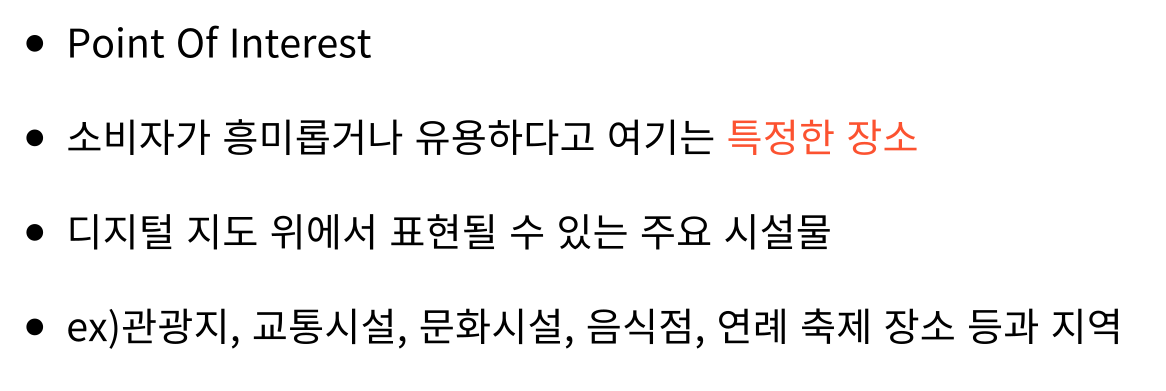 • Point Of Interest
• 소비자가 흥미롭거나 유용하다고 여기는 특정한 장소
• 디지털 지도 위에서 표현될 수 있는 주요 시설물
• ex)관광지, 교통시설, 문화시설, 음식점, 연례 축제 장소 등과 지역